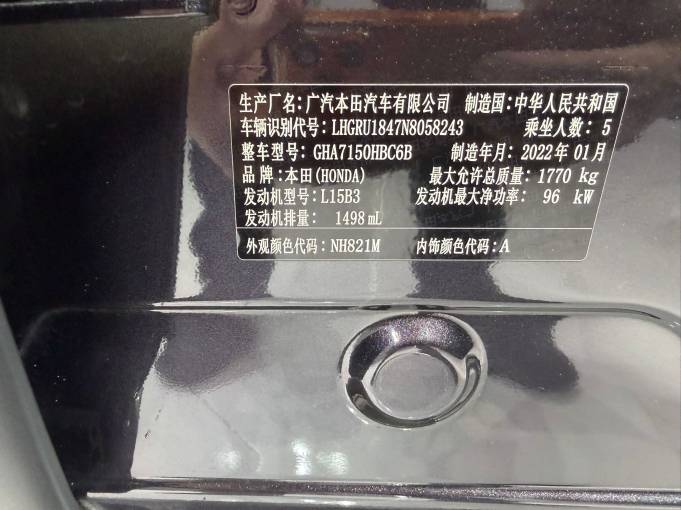 生产厂名:广汽本田汽车有限公司 制造国:中华人民共和国
车辆识别代号:LHGRU1847N8058243 乘坐人数:5
整车型号:GHA7150HBC6B 制造年月:2022年01月
品牌:本田(HONDA) 最大允许总质量:1770 kg
发动机型号:L15B3 发动机最大净功率:96 kW
发动机排量:1498 mL
外观颜色代码:NH821M 内饰颜色代码:A